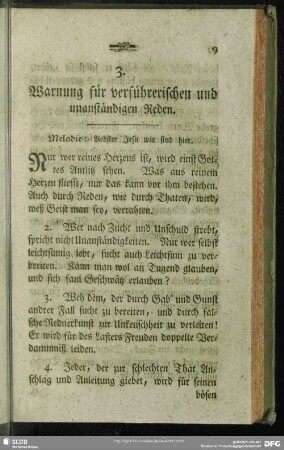 9
3.
Warnung für verführerischen und
unanständigen Reden.
Melodie: Liebster Jesu wir sind hier.
Nur wer reines Herzens ist, wird einst Got-
tes Antlitz sehen. Was aus reinem
Herzen fliesst, nur das kann vor ihm bestehen.
Auch durch Reden, wie durch Thaten, wird,
weß Geist man sey, verrathen.
2. Wer nach Zucht und Unschuld strebt,
spricht nicht Unanständigkeiten. Nur wer selbst
leichtsinnig lebt, sucht auch Leichtsinn zu ver-
breiten. Kann man wol an Tugend glauben,
und sich faul Geschwätz erlauben?
3. Weh dem, der durch Gab' und Gunst
andrer Fall sucht zu bereiten, und durch fal-
sche Rednerkunst zur Unkeuschheit zu verleiten!
Er wird für des Lasters Freuden doppelte Ver-
dammniß leiden.
4. Jeder, der zur schlechten That An-
schlag und Anleitung giebet, wird für seinen
bösen
SLUB
DFG